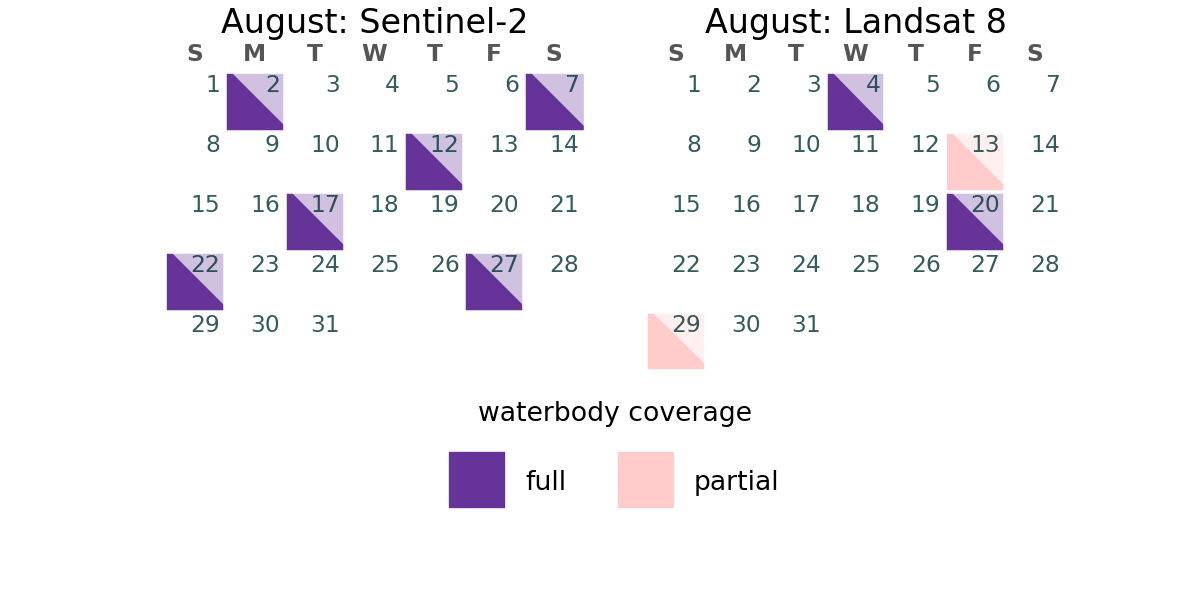 August: Sentinel-2
S M T W T F S
1 2 3 4 5 6 7
8 9 10 11 12 13 14
15 16 17 18 19 20 21
22 23 24 25 26 27 28
29 30 31
August: Landsat 8
S M T W T F S
1 2 3 4 5 6 7
8 9 10 11 12 13 14
15 16 17 18 19 20 21
22 23 24 25 26 27 28
29 30 31
waterbody coverage
full
partial